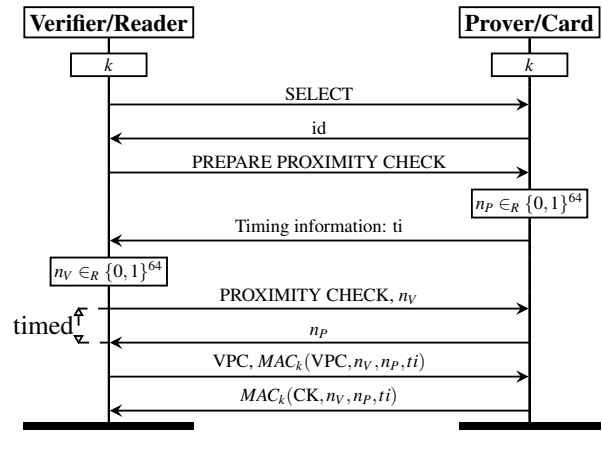 Verifier/Reader Prover/Card
k k
SELECT
id
PREPARE PROXIMITY CHECK
n_P ∈_R {0,1}^64
Timing information: ti
n_V ∈_R {0,1}^64
PROXIMITY CHECK, n_V
timed
n_P
VPC, MAC_k(VPC,n_V,n_P,ti)
MAC_k(CK,n_V,n_P,ti)